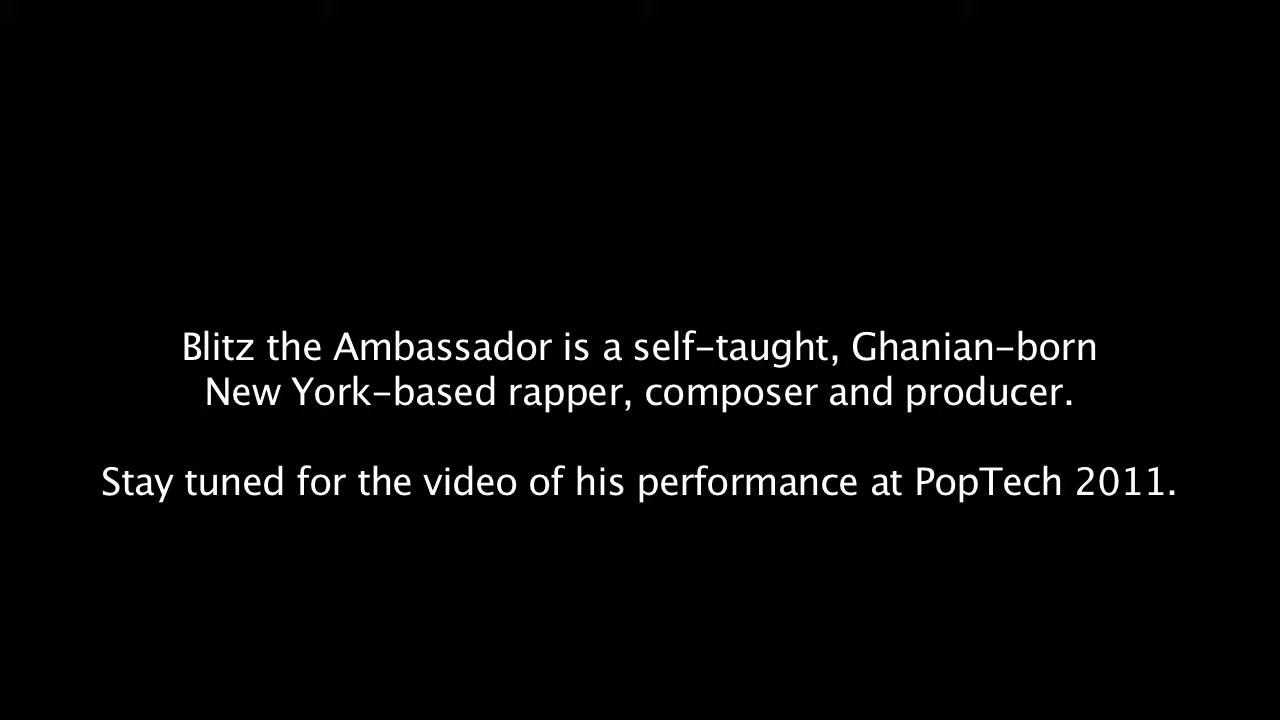 Blitz the Ambassador is a self-taught, Ghanian-born
New York-based rapper, composer and producer.
Stay tuned for the video of his performance at PopTech 2011.